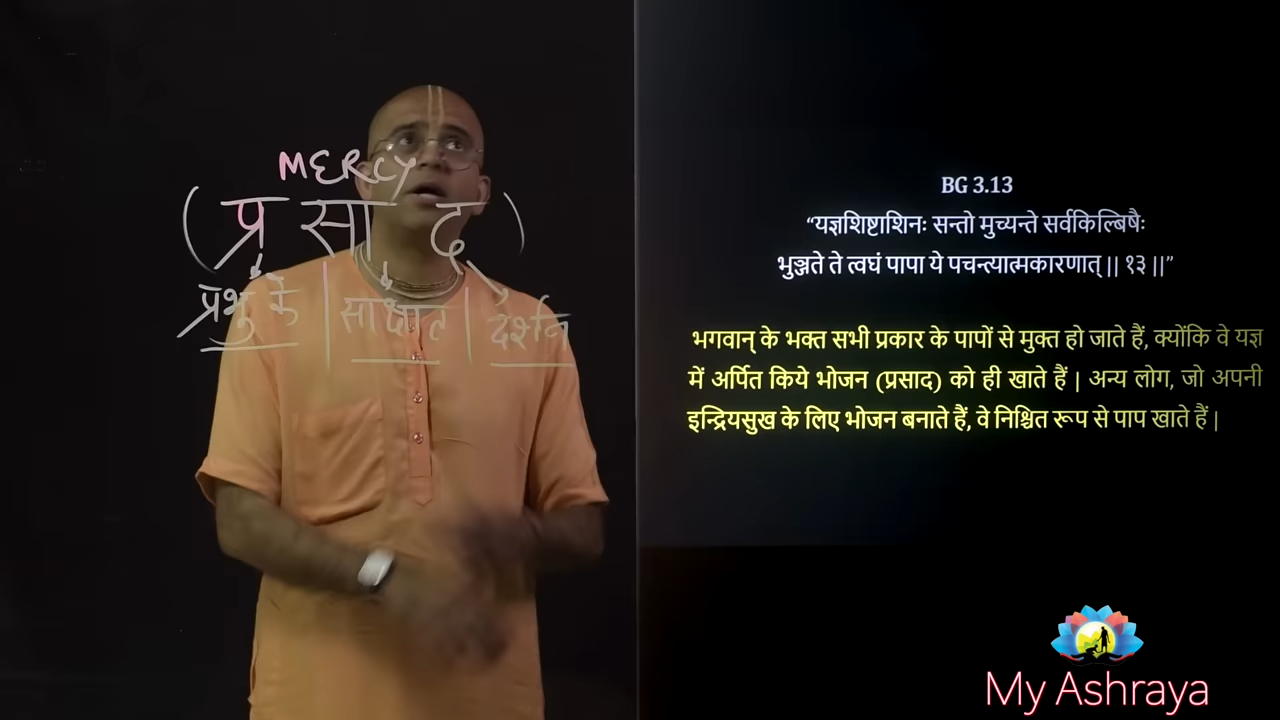 MERCY
(प्रसाद)
प्रभु के | साक्षात | दर्शन
BG 3.13
“यज्ञशिष्टाशिनः सन्तो मुच्यन्ते सर्वकिल्बिषैः
भुञ्जते ते त्वघं पापा ये पचन्त्यात्मकारणात् || १३ ||”
भगवान् के भक्त सभी प्रकार के पापों से मुक्त हो जाते हैं, क्योंकि वे यज्ञ
में अर्पित किये भोजन (प्रसाद) को ही खाते हैं | अन्य लोग, जो अपनी
इन्द्रियसुख के लिए भोजन बनाते हैं, वे निश्चित रूप से पाप खाते हैं |
My Ashraya